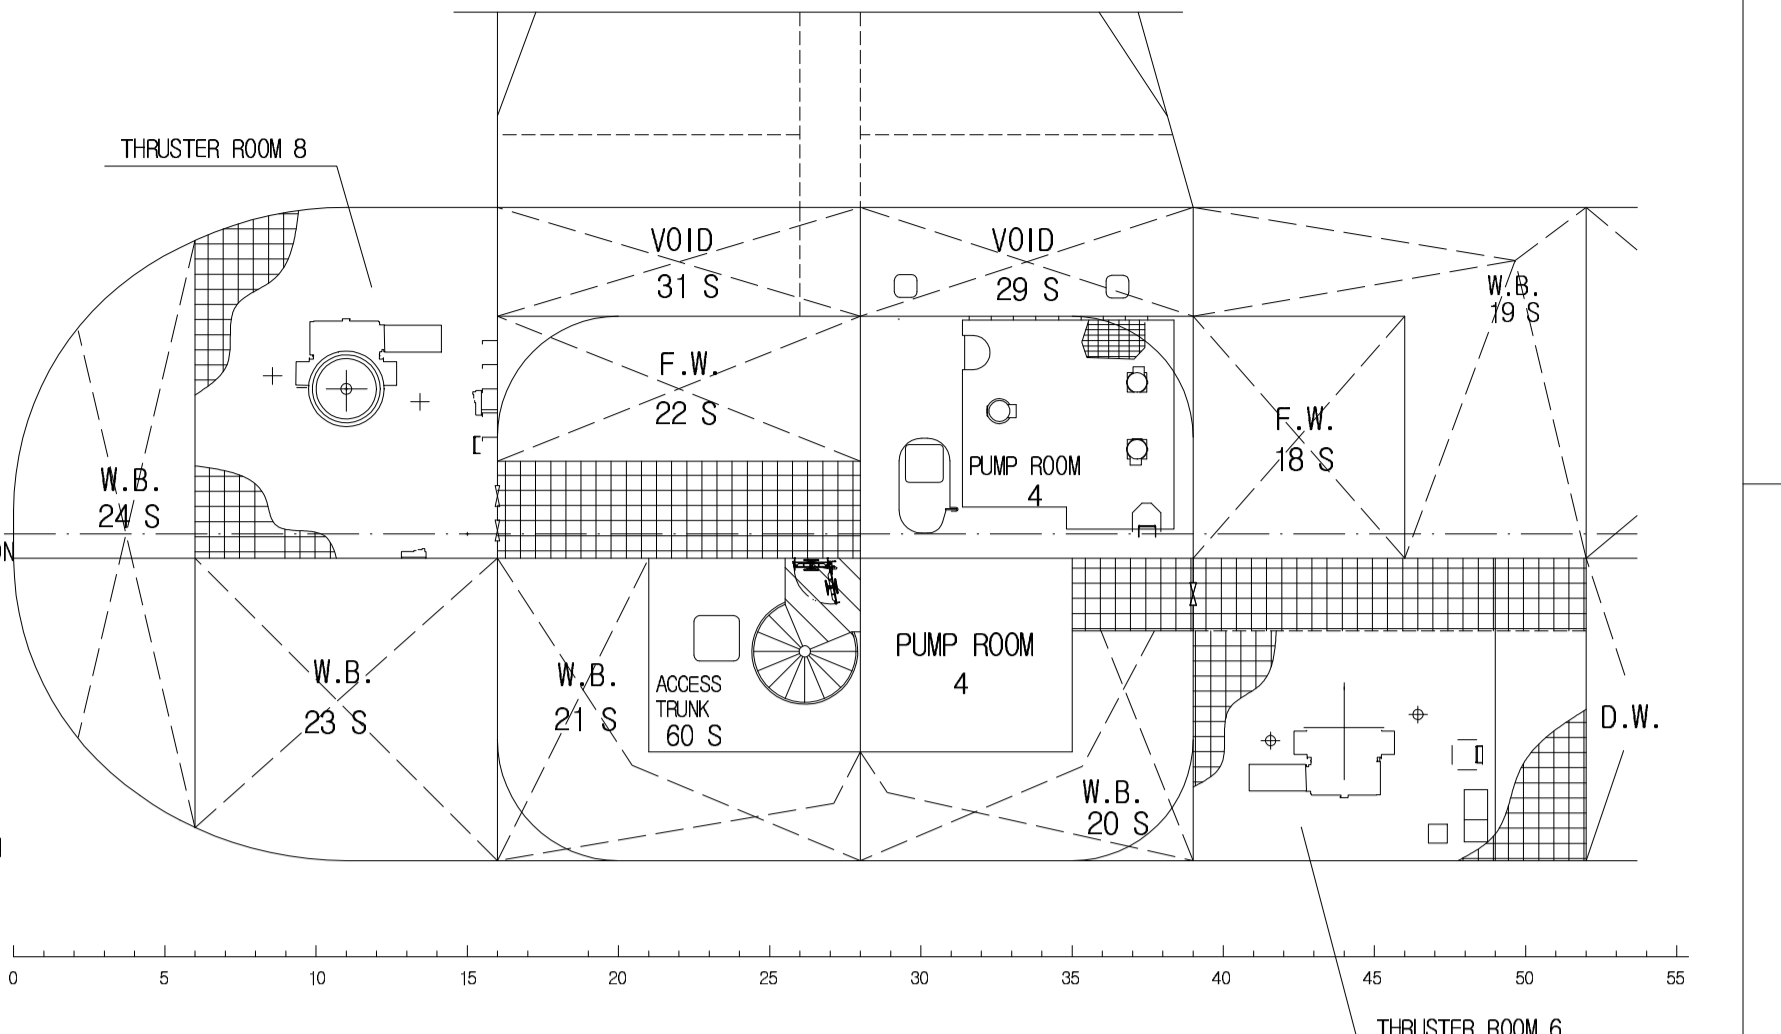 THRUSTER ROOM 8
VOID
31 S
VOID
29 S
W.B.
19 S
F.W.
22 S
F.W.
18 S
PUMP ROOM
4
W.B.
24 S
PUMP ROOM
4
W.B.
23 S
W.B.
21 S
ACCESS
TRUNK
60 S
D.W.
W.B.
20 S
0 5 10 15 20 25 30 35 40 45 50 55
THRUSTER ROOM 6